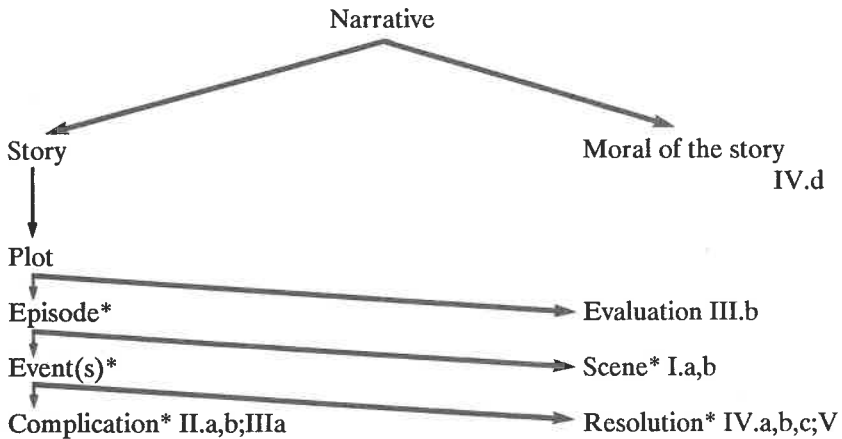 Narrative
Story
Moral of the story
IV.d
Plot
Episode*
Evaluation III.b
Event(s)*
Scene* I.a,b
Complication* II.a,b;IIIa
Resolution* IV.a,b,c;V